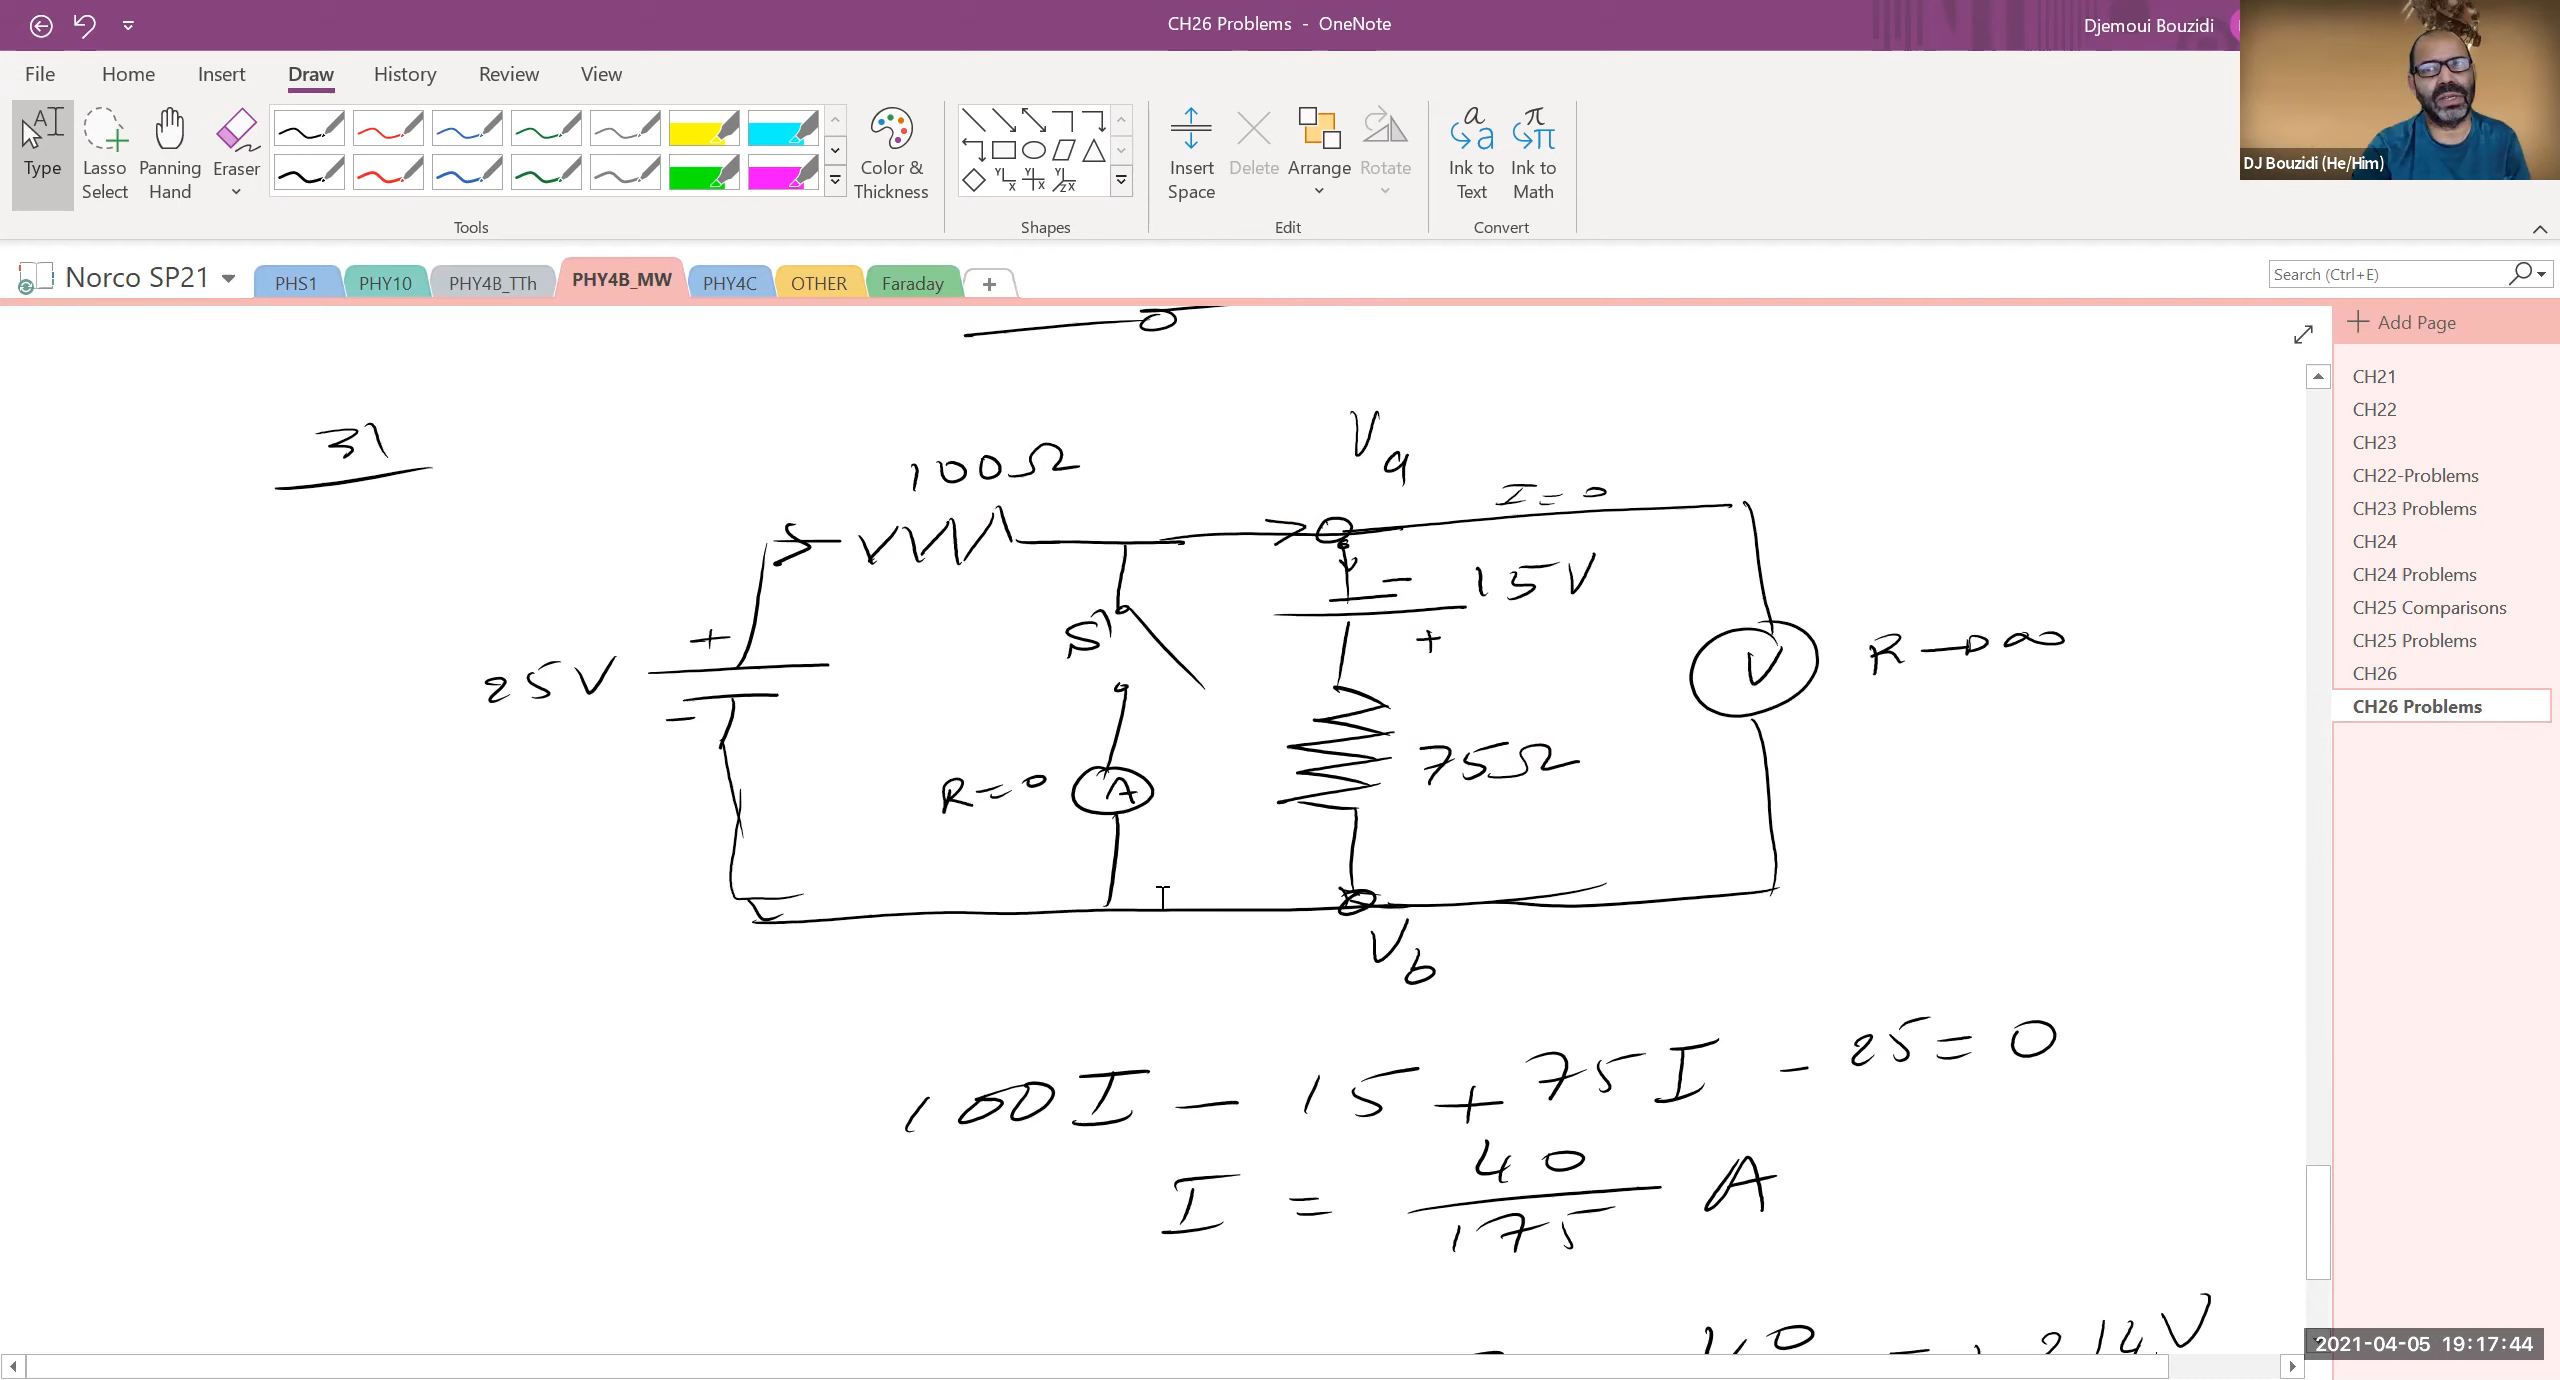 CH26 Problems - OneNote
Djemoui Bouzidi
File Home Insert Draw History Review View
Type
Lasso Select
Panning Hand
Eraser
Color & Thickness
Insert Space
Delete
Arrange
Rotate
a
a
Ink to Text
π
π
Ink to Math
Tools
Shapes
Edit
Convert
DJ Bouzidi (He/Him)
Norco SP21
PHS1 PHY10 PHY4B_TTh PHY4B_MW PHY4C OTHER Faraday +
Search (Ctrl+E)
Add Page
CH21
CH22
CH23
CH22-Problems
CH23 Problems
CH24
CH24 Problems
CH25 Comparisons
CH25 Problems
CH26
CH26 Problems
31
100Ω
Va
I = 0
25V
+
-
S
- 15V
+
V
R → ∞
R = 0
A
75Ω
Vb
100I - 15 + 75I - 25 = 0
I = 40/175 A
2021-04-05 19:17:44